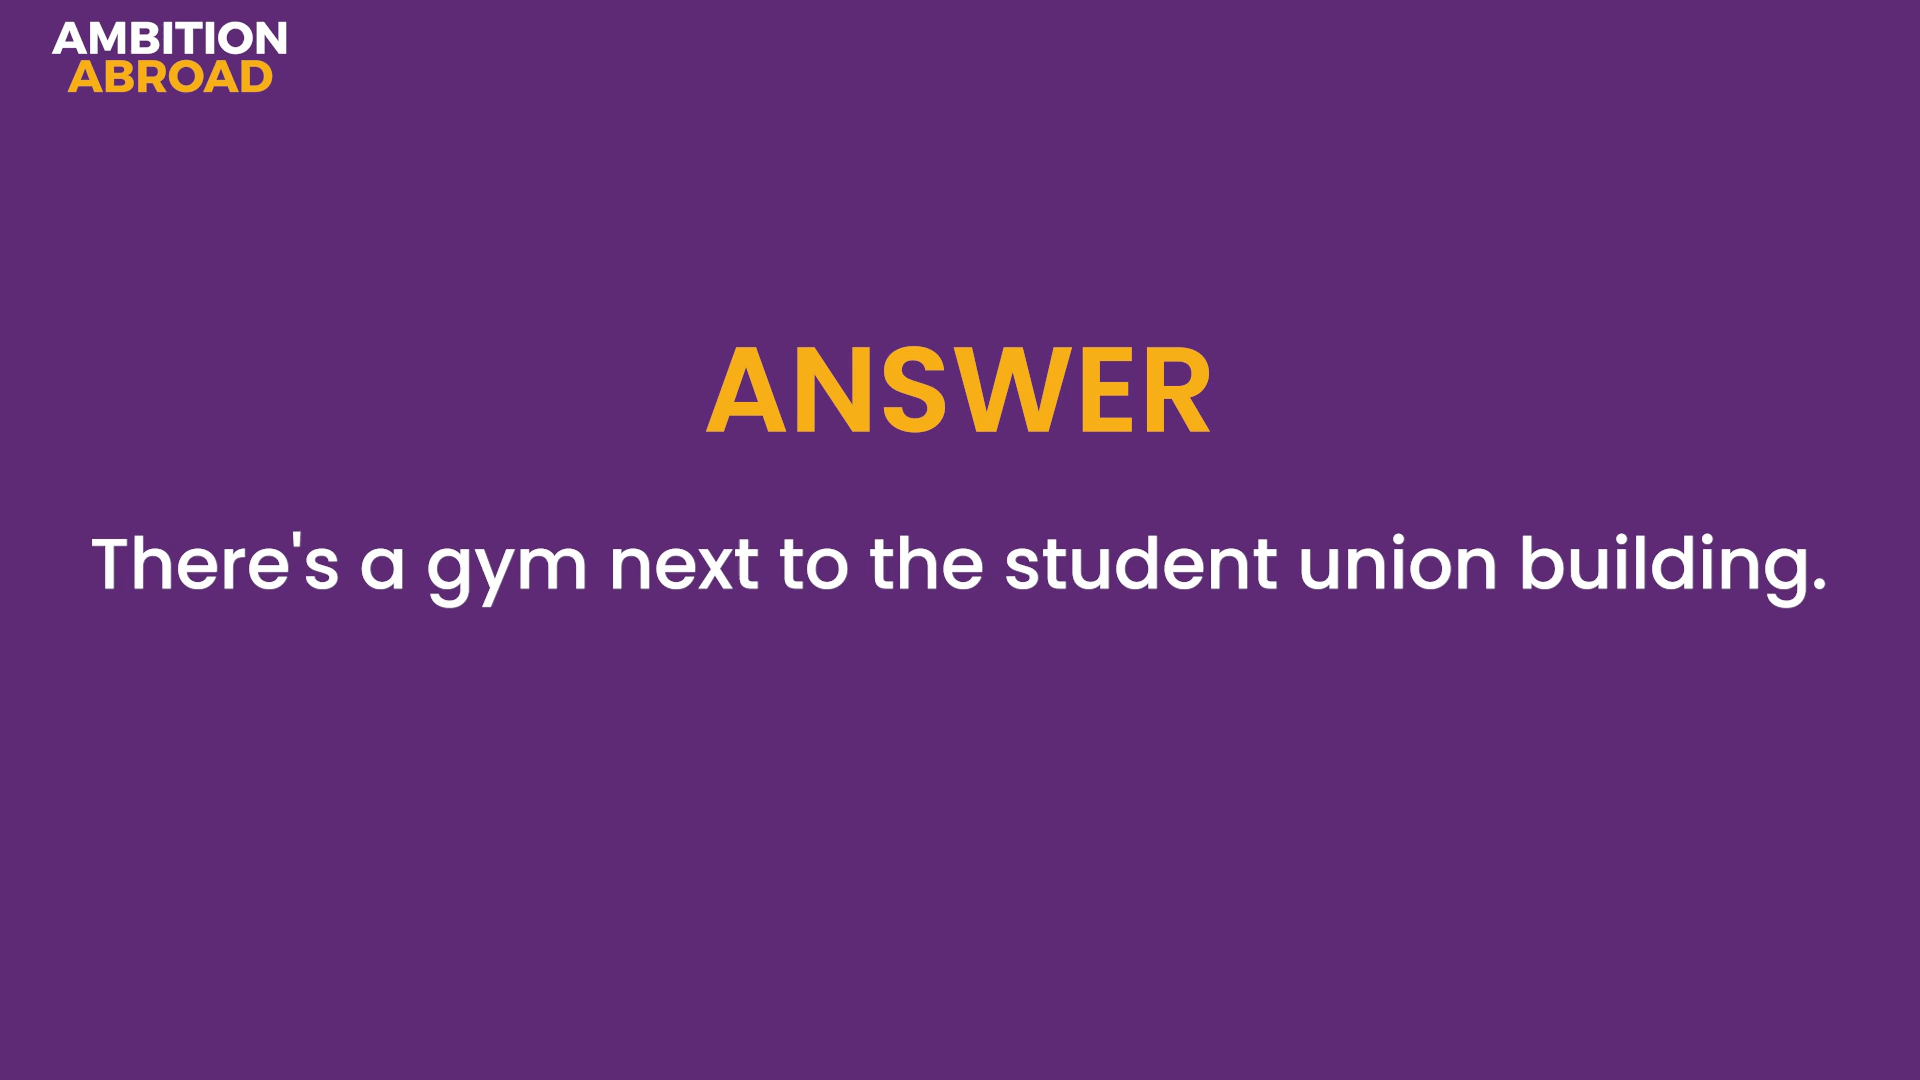 AMBITION
ABROAD
ANSWER
There's a gym next to the student union building.